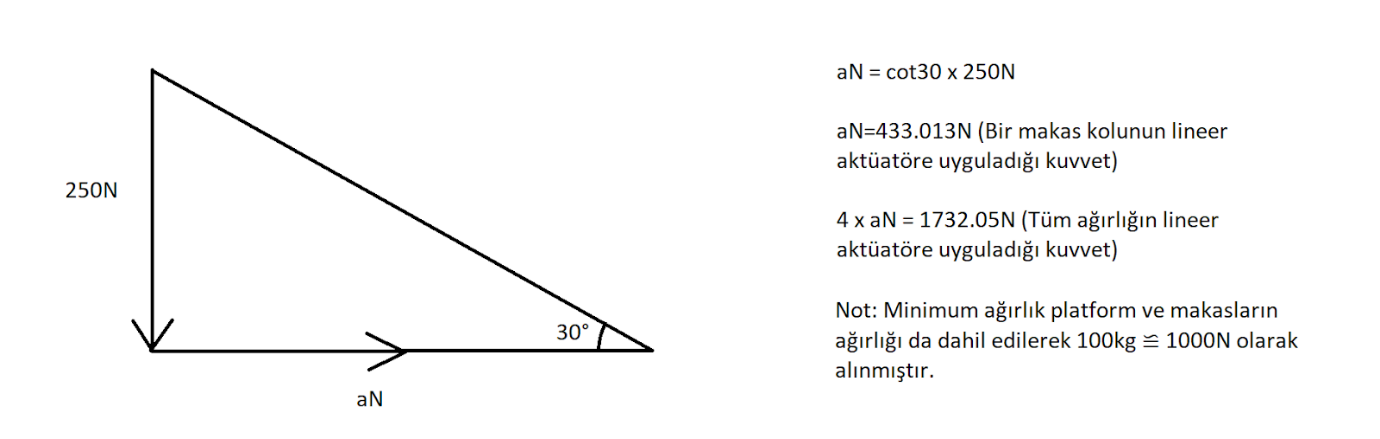 250N
30°
aN
aN = cot30 x 250N
aN=433.013N (Bir makas kolunun lineer
aktüatöre uyguladığı kuvvet)
4 x aN = 1732.05N (Tüm ağırlığın lineer
aktüatöre uyguladığı kuvvet)
Not: Minimum ağırlık platform ve makasların
ağırlığı da dahil edilerek 100kg ≌ 1000N olarak
alınmıştır.